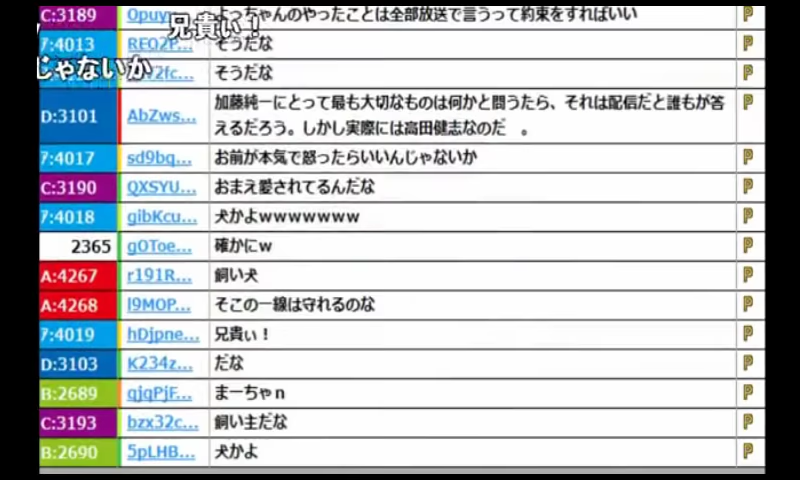 C:3189 Opuyu... よっちゃんのやったことは全部放送で言うって約束をすればいい
兄貴ぃ！
7:4013 REO2P... そうだな
じゃないか
そうだな
D:3101 AbZws... 加藤純一にとって最も大切なものは何かと問うたら、それは配信だと誰もが答
えるだろう。しかし実際には高田健志なのだ 。
7:4017 sd9bq... お前が本気で怒ったらいいんじゃないか
C:3190 QXSYU... おまえ愛されてるんだな
7:4018 gibKcu... 犬かよwwwwwww
2365 gOToe... 確かにw
A:4267 r191R... 飼い犬
A:4268 l9MOP... そこの一線は守れるのな
7:4019 hDjpne... 兄貴ぃ！
D:3103 K234z... だな
B:2689 qjqPjF... まーちゃｎ
C:3193 bzx32c... 飼い主だな
B:2690 5pLHB... 犬かよ